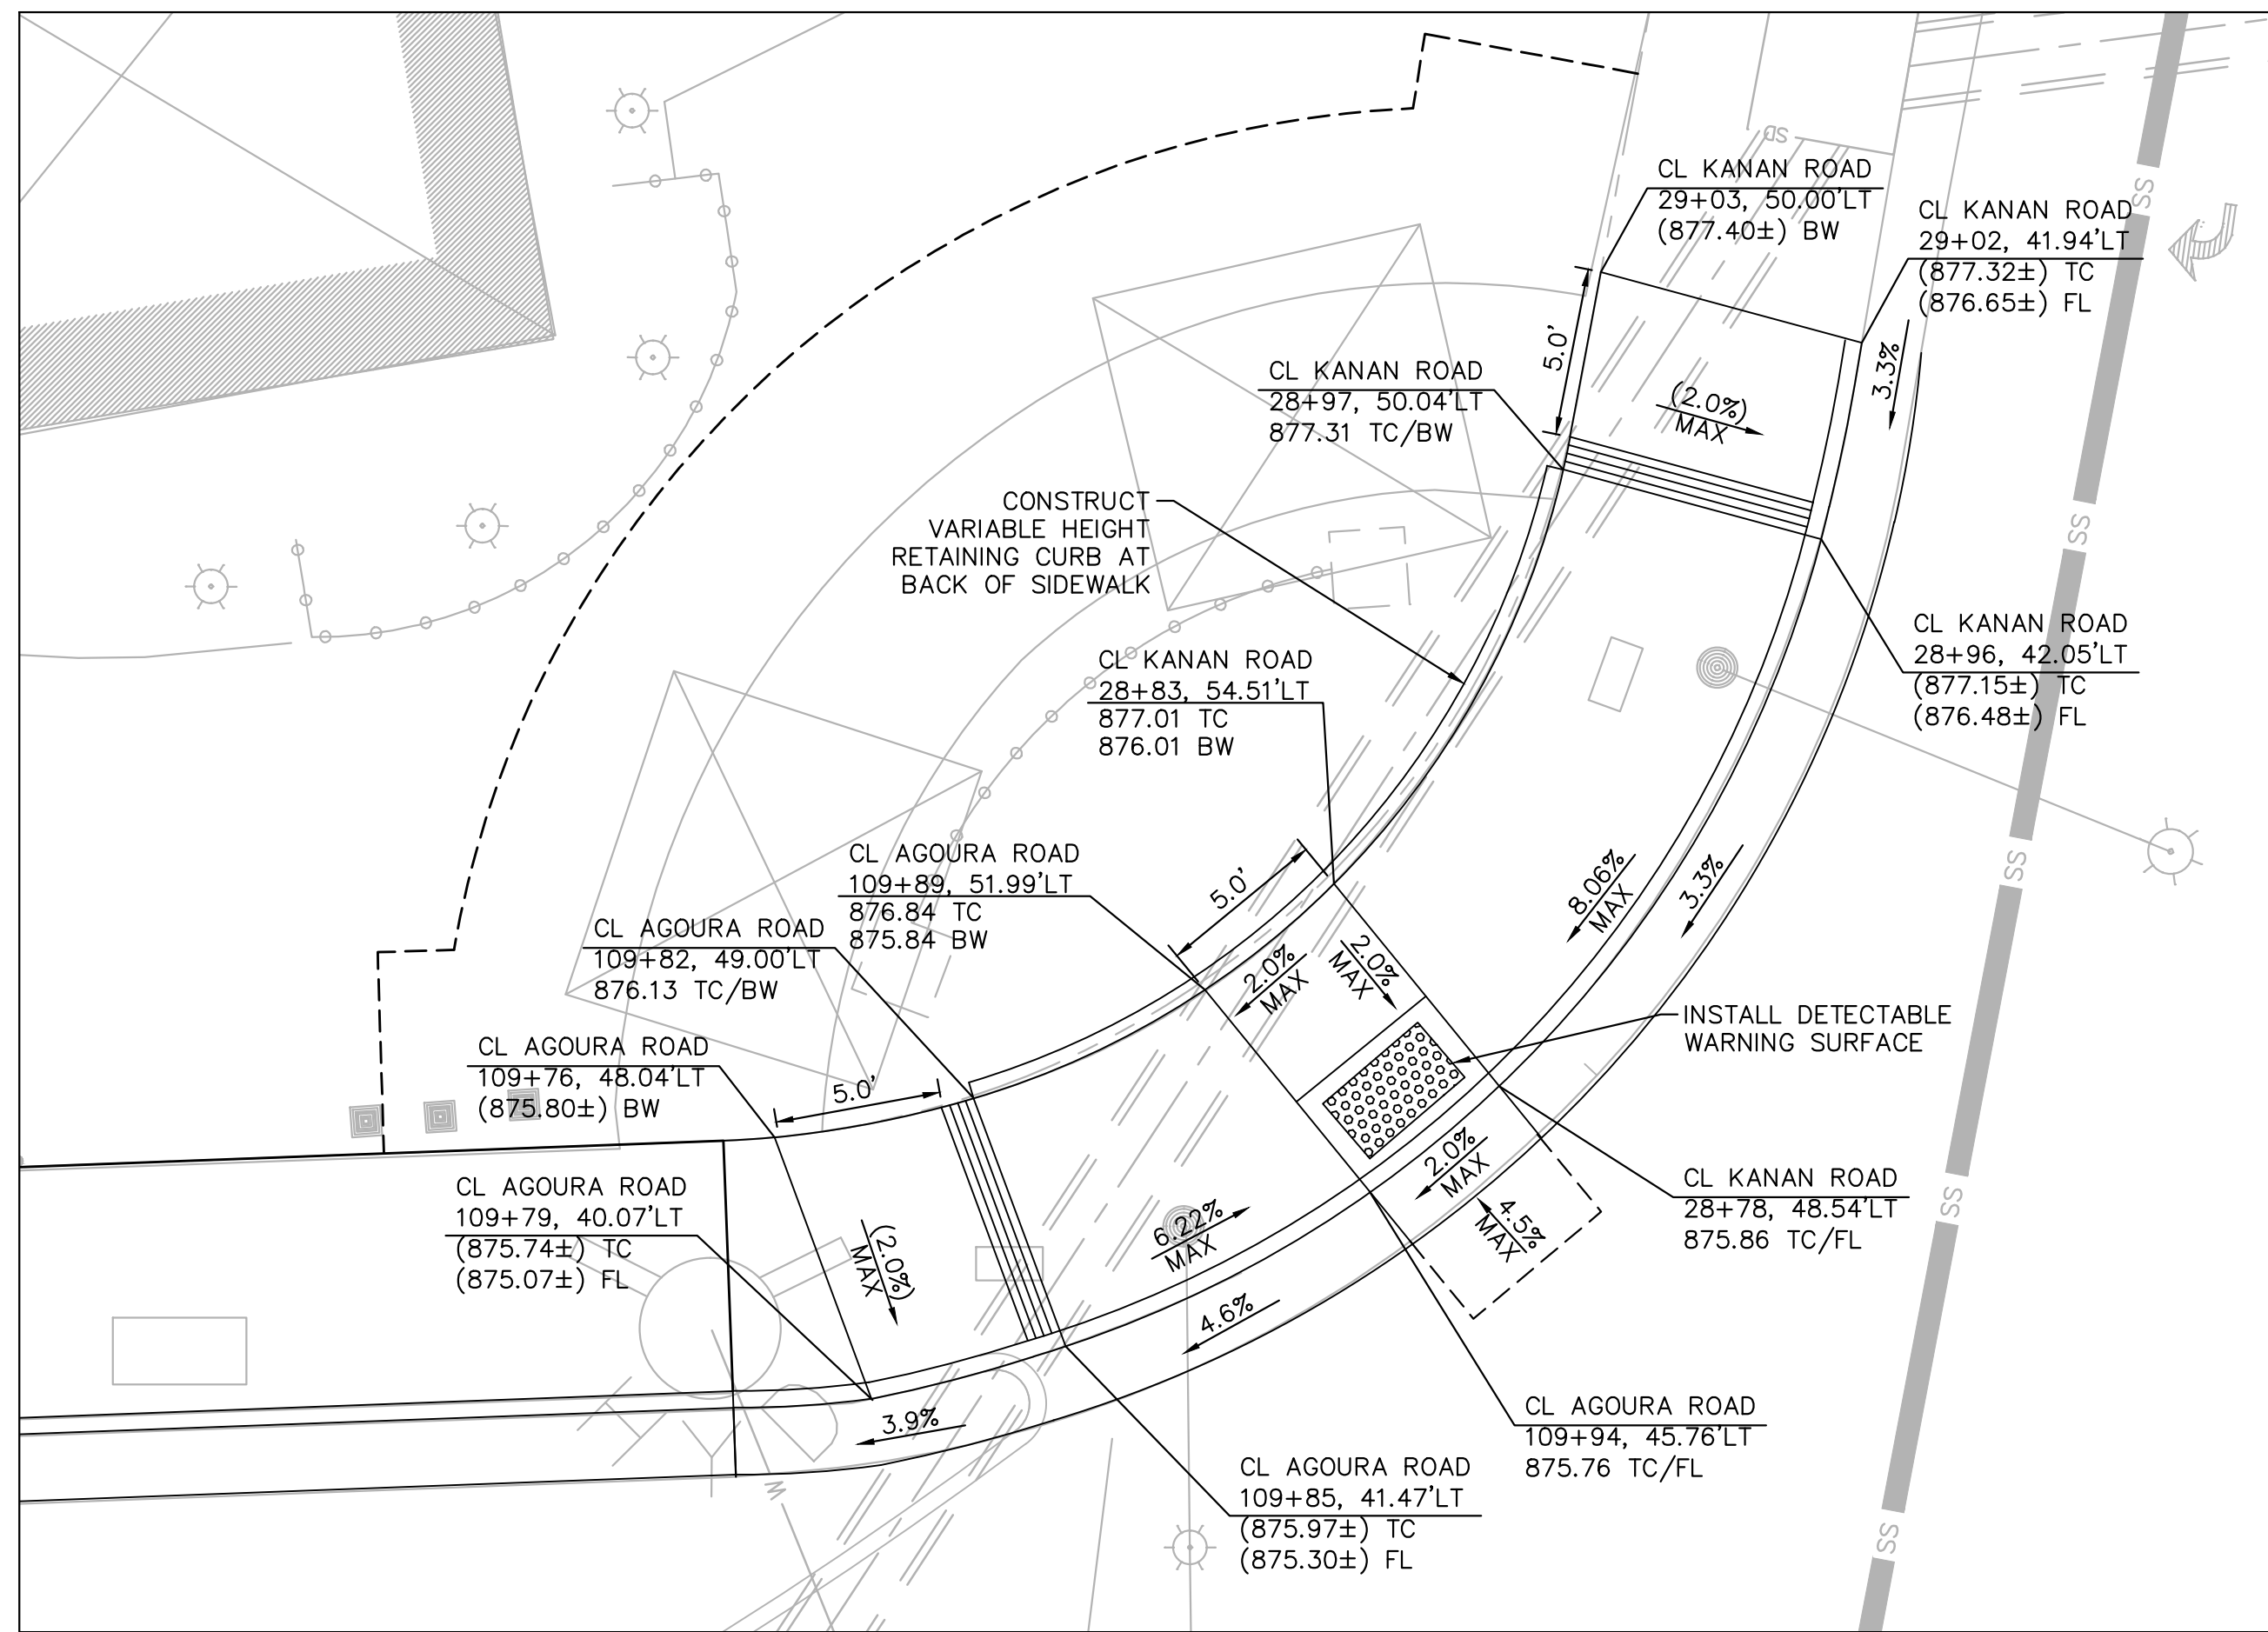 SD
CL KANAN ROAD
29+03, 50.00'LT
(877.40±) BW
CL KANAN ROAD
29+02, 41.94'LT
(877.32±) TC
(876.65±) FL
SS
5.0'
3.3%
(2.0%)
MAX
CL KANAN ROAD
28+97, 50.04'LT
877.31 TC/BW
CONSTRUCT
VARIABLE HEIGHT
RETAINING CURB AT
BACK OF SIDEWALK
SS
CL KANAN ROAD
28+96, 42.05'LT
(877.15±) TC
(876.48±) FL
CL KANAN ROAD
28+83, 54.51'LT
877.01 TC
876.01 BW
CL AGOURA ROAD
109+89, 51.99'LT
876.84 TC
875.84 BW
5.0'
8.06%
MAX
3.3%
SS
CL AGOURA ROAD
109+82, 49.00'LT
876.13 TC/BW
2.0%
MAX
2.0%
MAX
INSTALL DETECTABLE
WARNING SURFACE
CL AGOURA ROAD
109+76, 48.04'LT
(875.80±) BW
5.0'
2.0%
MAX
4.5%
MAX
CL KANAN ROAD
28+78, 48.54'LT
875.86 TC/FL
SS
CL AGOURA ROAD
109+79, 40.07'LT
(875.74±) TC
(875.07±) FL
(2.0%)
MAX
6.22%
MAX
4.6%
3.9%
CL AGOURA ROAD
109+94, 45.76'LT
875.76 TC/FL
CL AGOURA ROAD
109+85, 41.47'LT
(875.97±) TC
(875.30±) FL
M
SS